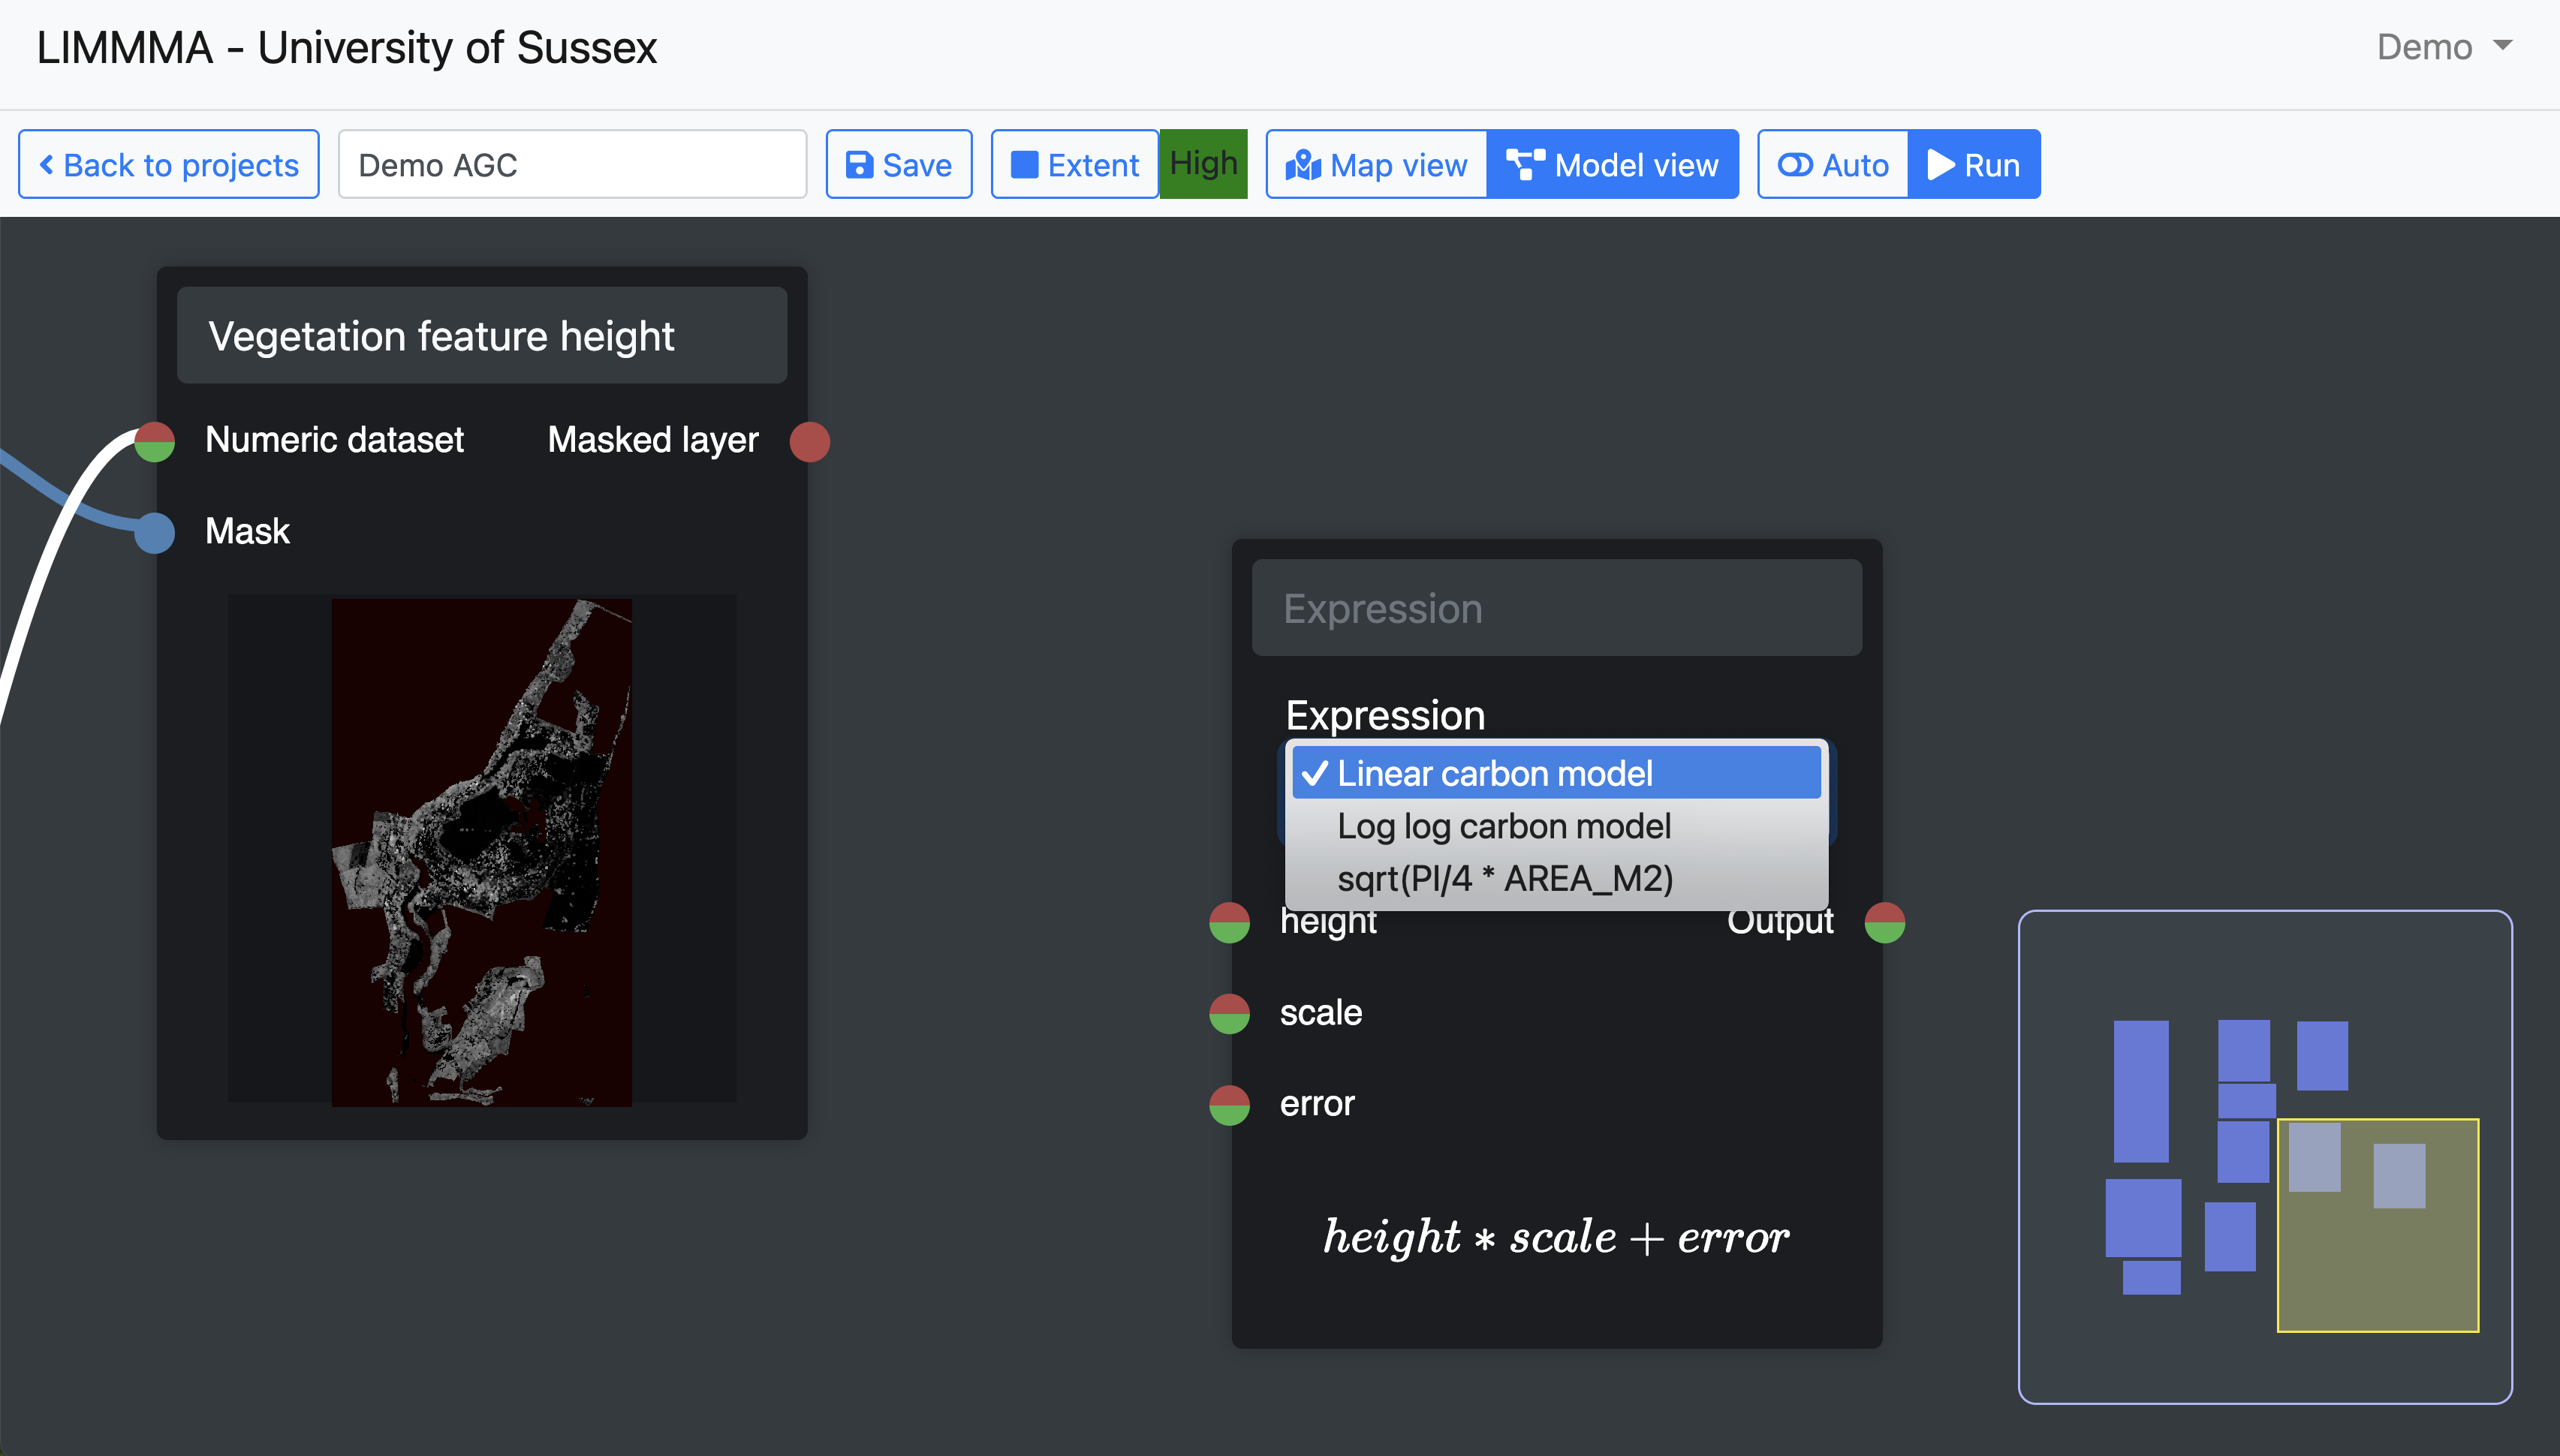 LIMMMA - University of Sussex
Demo
Back to projects
Demo AGC
Save
Extent
High
Map view
Model view
Auto
Run
Vegetation feature height
Numeric dataset
Masked layer
Mask
Expression
Expression
Linear carbon model
Log log carbon model
sqrt(PI/4 * AREA_M2)
height
Output
scale
error
height * scale + error